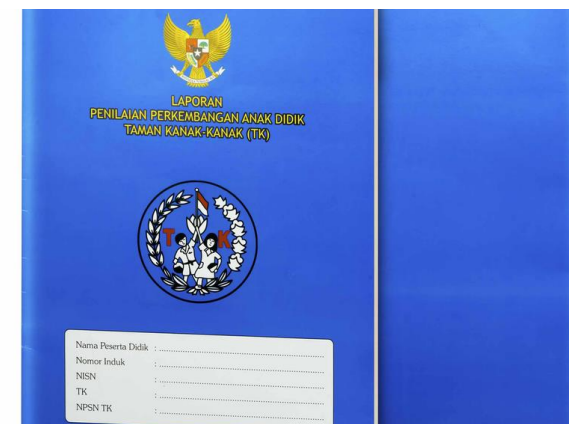 LAPORAN
PENILAIAN PERKEMBANGAN ANAK DIDIK
TAMAN KANAK-KANAK (TK)
T K
Nama Peserta Didik : ........................................................
Nomor Induk : ........................................................
NISN : ........................................................
TK : ........................................................
NPSN TK : ........................................................